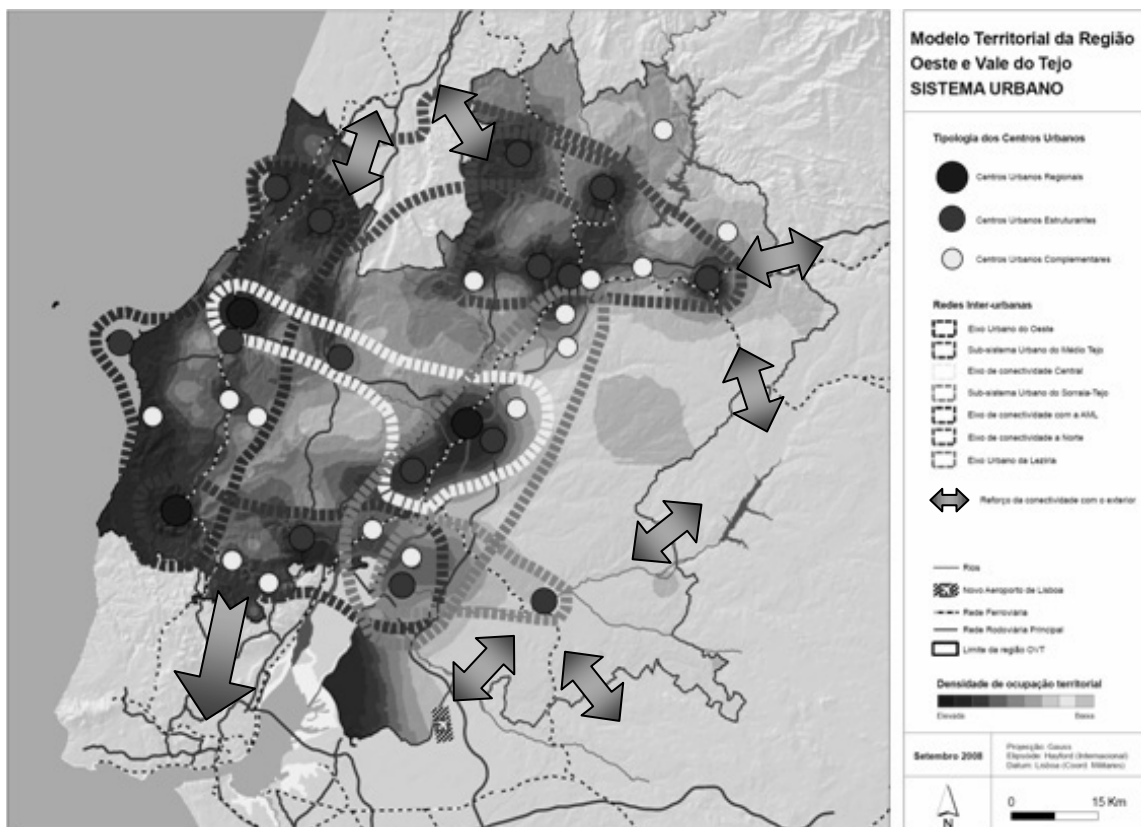 Modelo Territorial da Região
Oeste e Vale do Tejo
SISTEMA URBANO
Tipologia dos Centros Urbanos
Centros Urbanos Regionais
Centros Urbanos Estruturantes
Centros Urbanos Complementares
Redes Inter-urbanas
Eixo Urbano do Oeste
Sub-sistema Urbano do Médio Tejo
Eixo de conectividade Central
Sub-sistema Urbano do Sorraia-Tejo
Eixo de conectividade com a AML
Eixo de conectividade a Norte
Eixo Urbano da Lezíria
Reforço da conectividade com o exterior
Rios
Novo Aeroporto de Lisboa
Rede Ferroviária
Rede Rodoviária Principal
Limite da região OVT
Densidade de ocupação territorial
Elevada Baixa
Setembro 2008
Projecção: Gauss
Elipsoide: Hayford (Internacional)
Datum: Lisboa (Coord. Militares)
0 15 Km
N